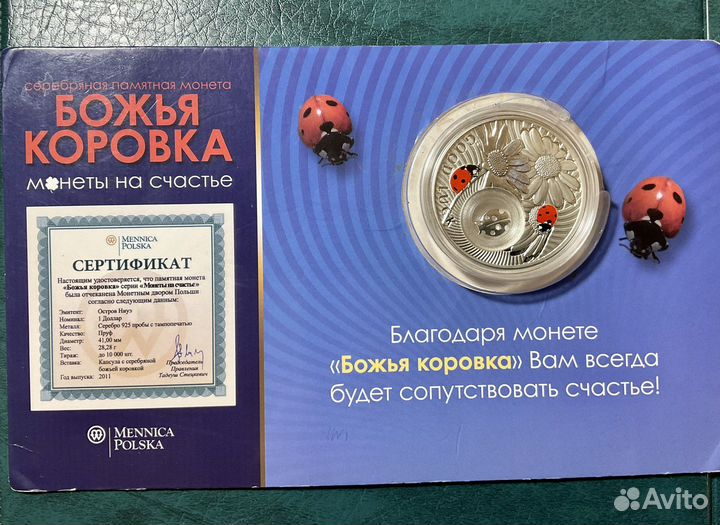 серебряная памятная монета
БОЖЬЯ
КОРОВКА
монеты на счастье
MENNICA
POLSKA
СЕРТИФИКАТ
Настоящим удостоверяется, что памятная монета
«Божья коровка» серии «Монеты на счастье»
была отчеканена Монетным двором Польши
согласно следующим данным:
Эмитент: Остров Ниуэ
Номинал: 1 Доллар
Металл: Серебро 925 пробы с тампопечатью
Качество: Пруф
Диаметр: 41,00 мм
Вес: 28,28 г
Тираж: до 10 000 шт.
Вставка: Капсула с серебряной
божьей коровкой
Год выпуска: 2011
Председатель
Правления
Тадеуш Стецкевич
MENNICA
POLSKA
Благодаря монете
«Божья коровка» Вам всегда
будет сопутствовать счастье!
Avito